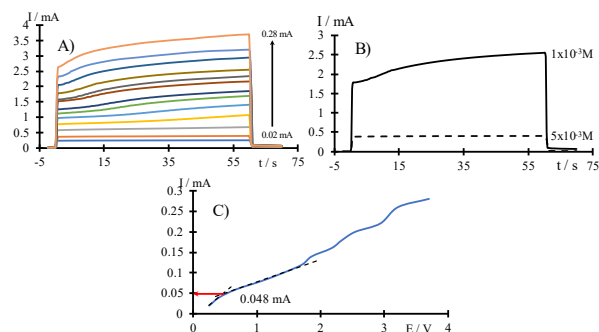 I / mA
A)
4
3.5
3
2.5
2
1.5
1
0.5
0
0.28 mA
0.02 mA
-5 15 35 55 75
t / s
I / mA
B)
3
2.5
2
1.5
1
0.5
0
1x10-³M
5x10-³M
-5 15 35 55 75
t / s
I / mA
C)
0.3
0.25
0.2
0.15
0.1
0.05
0
0.048 mA
0 1 2 3 4
E / V